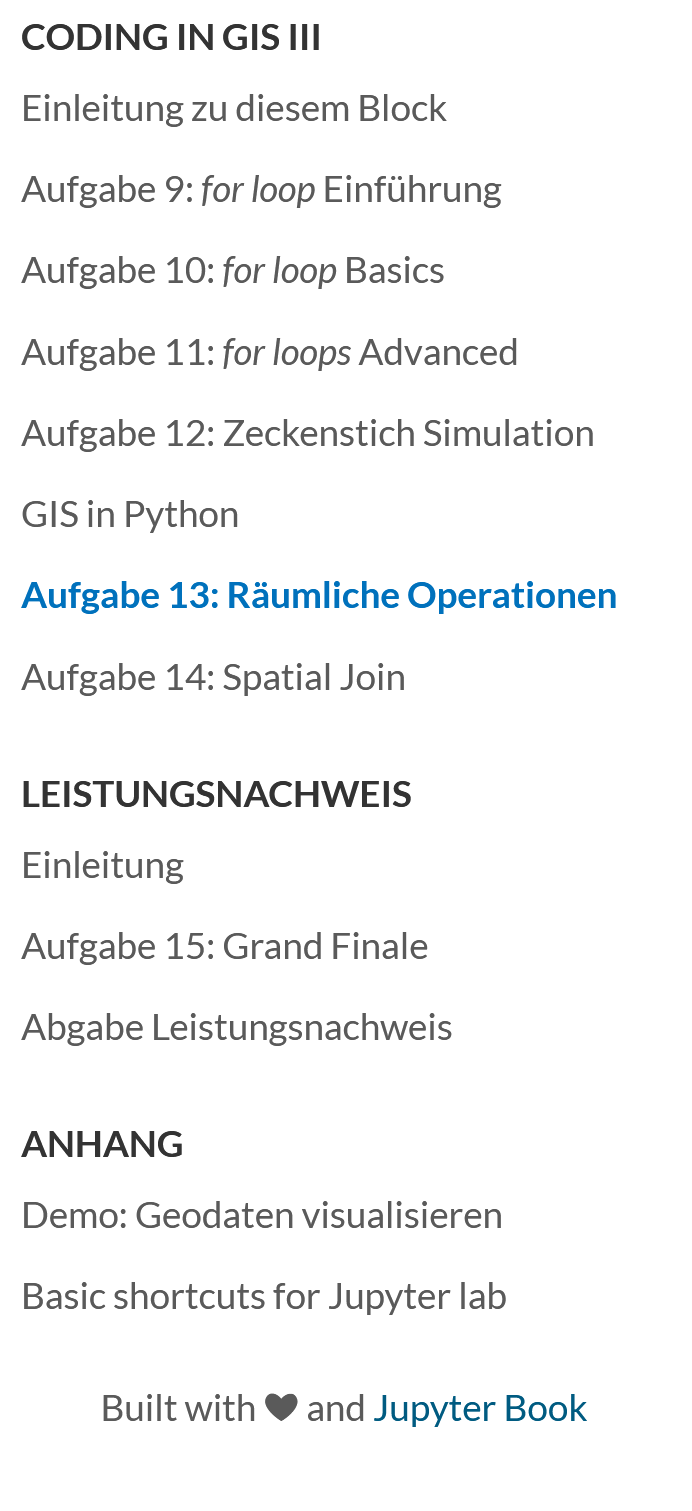 CODING IN GIS III
Einleitung zu diesem Block
Aufgabe 9: for loop Einführung
Aufgabe 10: for loop Basics
Aufgabe 11: for loops Advanced
Aufgabe 12: Zeckenstich Simulation
GIS in Python
Aufgabe 13: Räumliche Operationen
Aufgabe 14: Spatial Join
LEISTUNGSNACHWEIS
Einleitung
Aufgabe 15: Grand Finale
Abgabe Leistungsnachweis
ANHANG
Demo: Geodaten visualisieren
Basic shortcuts for Jupyter lab
Built with ♥ and Jupyter Book